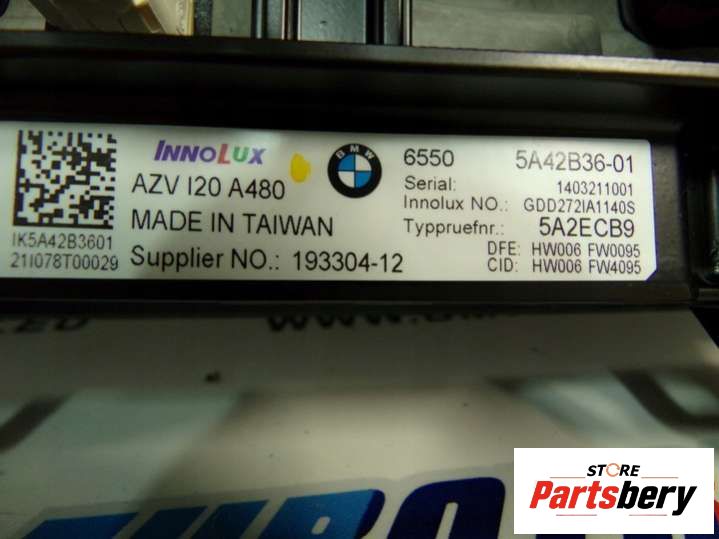 INNOLUX
BMW
6550 5A42B36-01
AZV I20 A480
Serial: 1403211001
Innolux NO.: GDD272IA1140S
MADE IN TAIWAN
Typpruefnr.: 5A2ECB9
IK5A42B3601
21I078T00029
Supplier NO.: 193304-12
DFE: HW006 FW0095
CID: HW006 FW4095
STORE
Partsbery